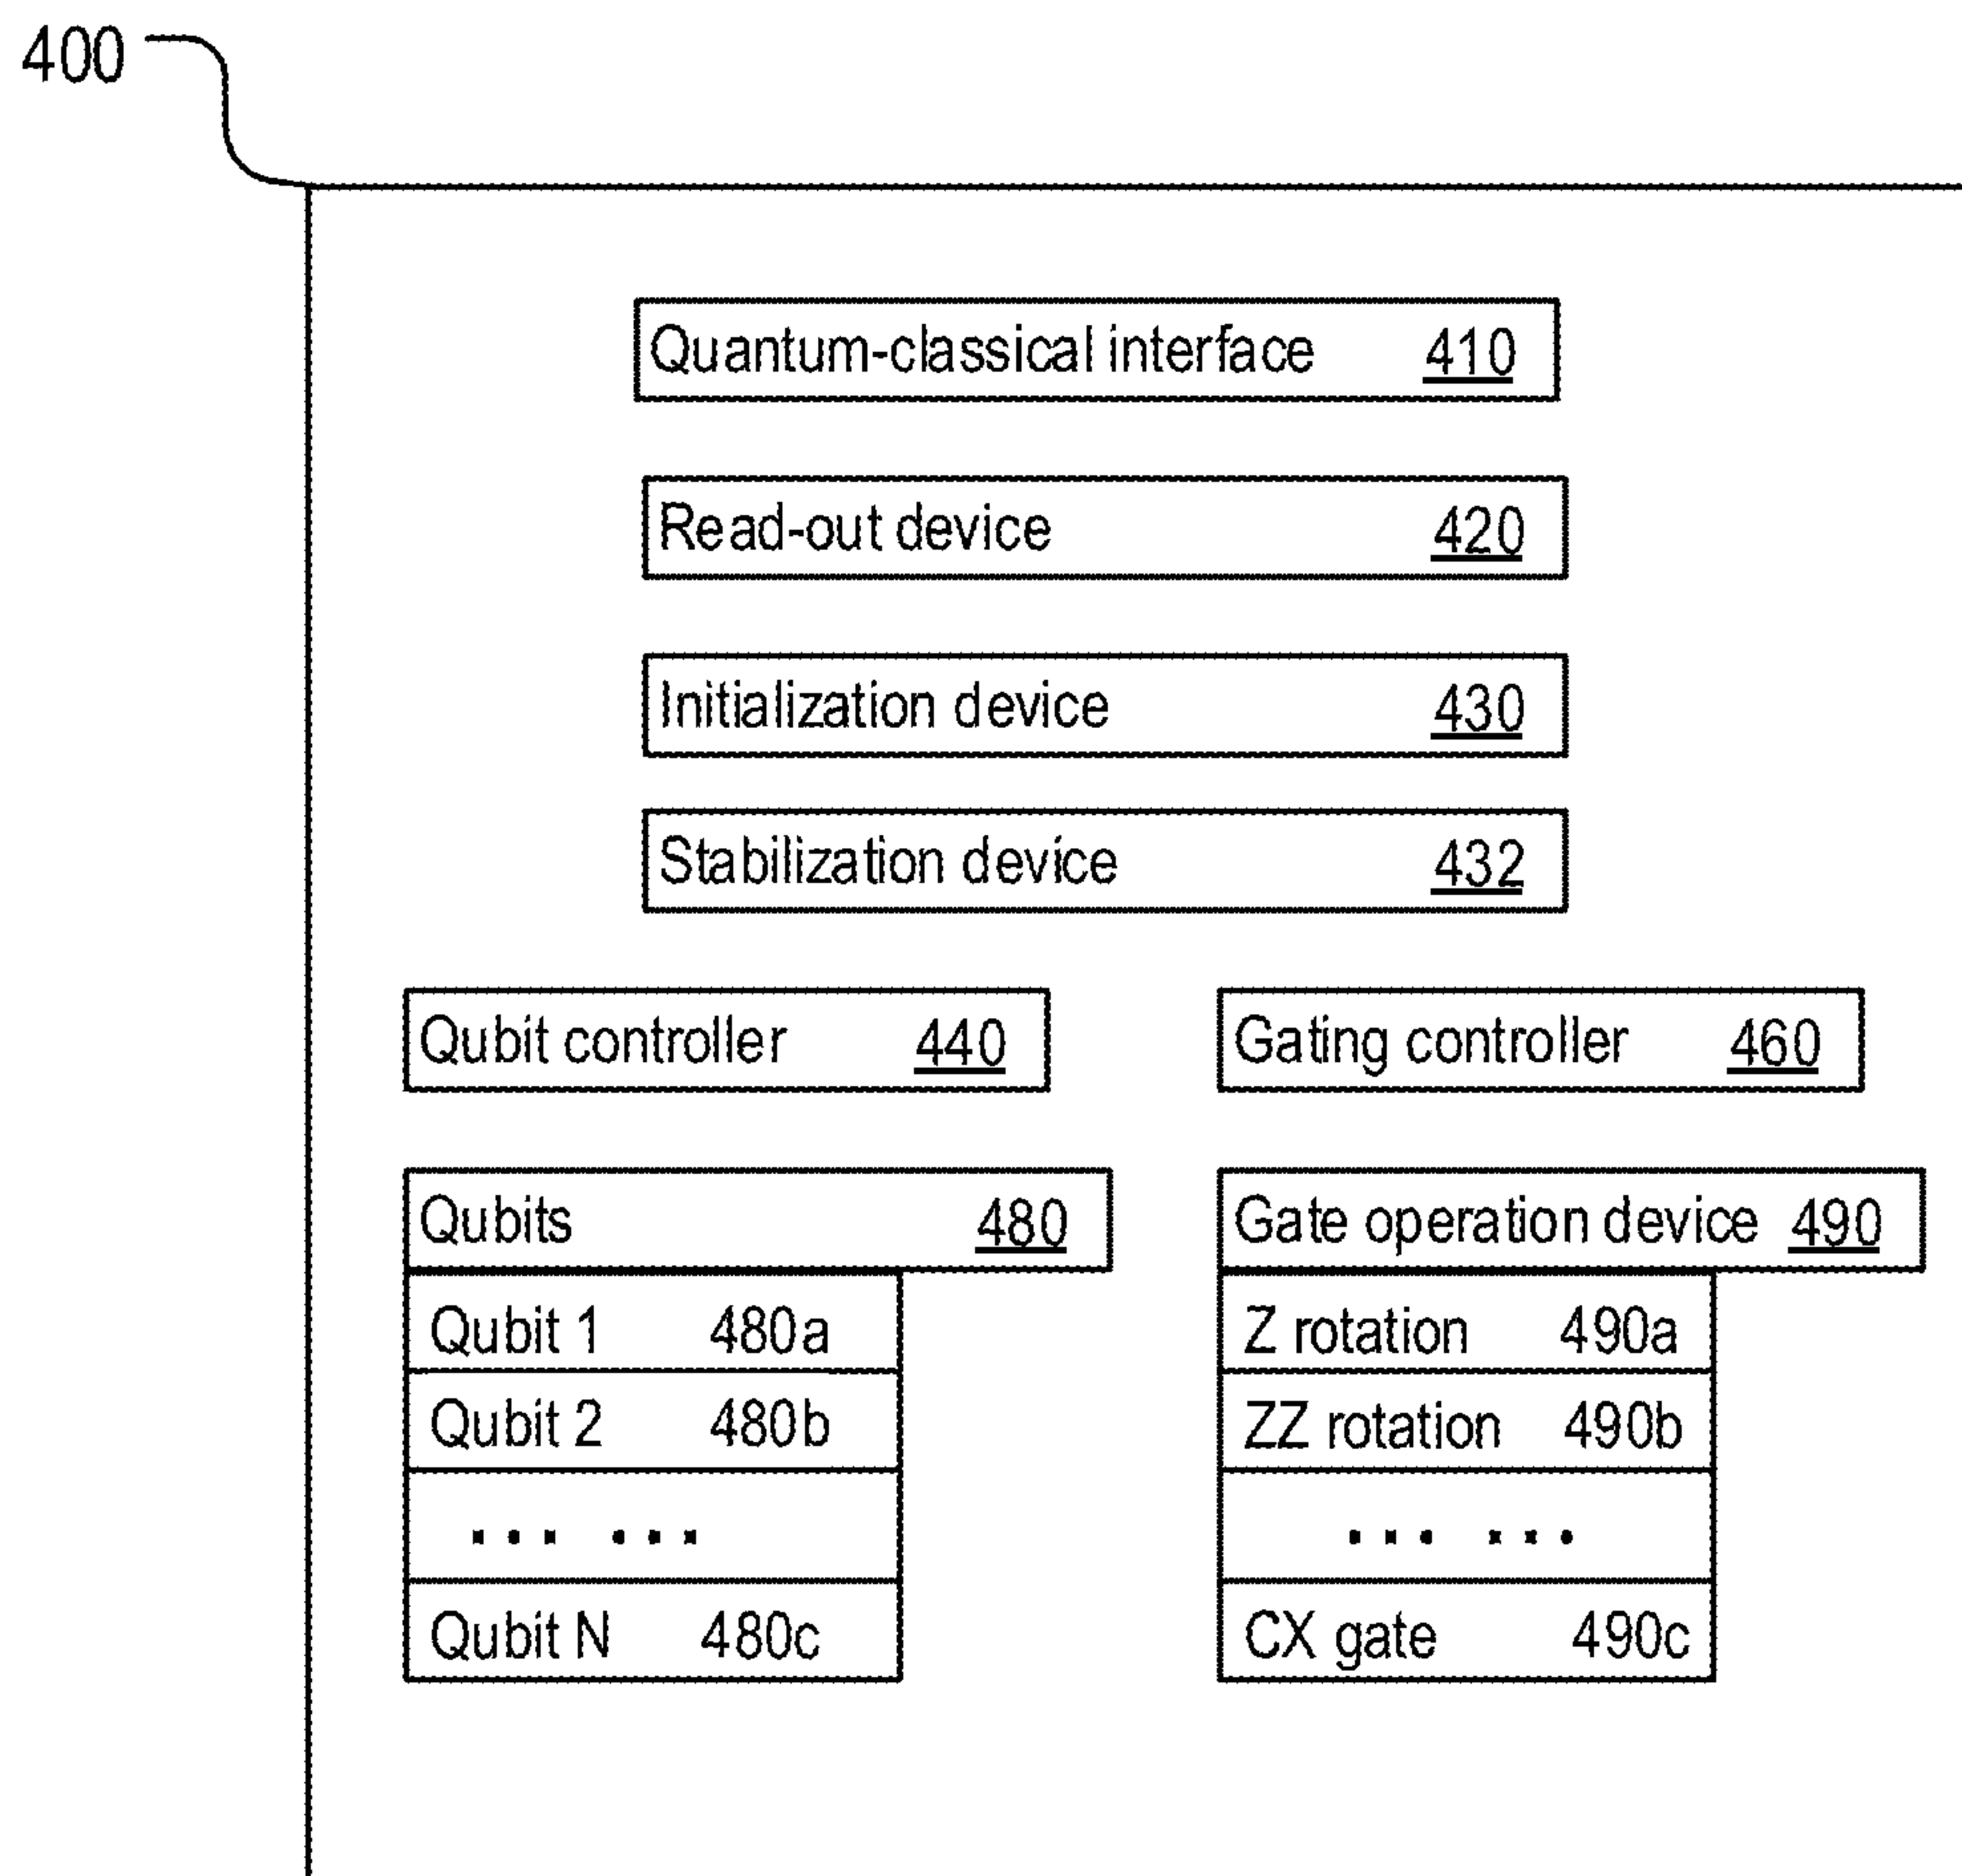 400
Quantum-classical interface 410
Read-out device 420
Initialization device 430
Stabilization device 432
Qubit controller 440
Gating controller 460
Qubits 480
Qubit 1 480a
Qubit 2 480b
... ...
Qubit N 480c
Gate operation device 490
Z rotation 490a
ZZ rotation 490b
... ...
CX gate 490c